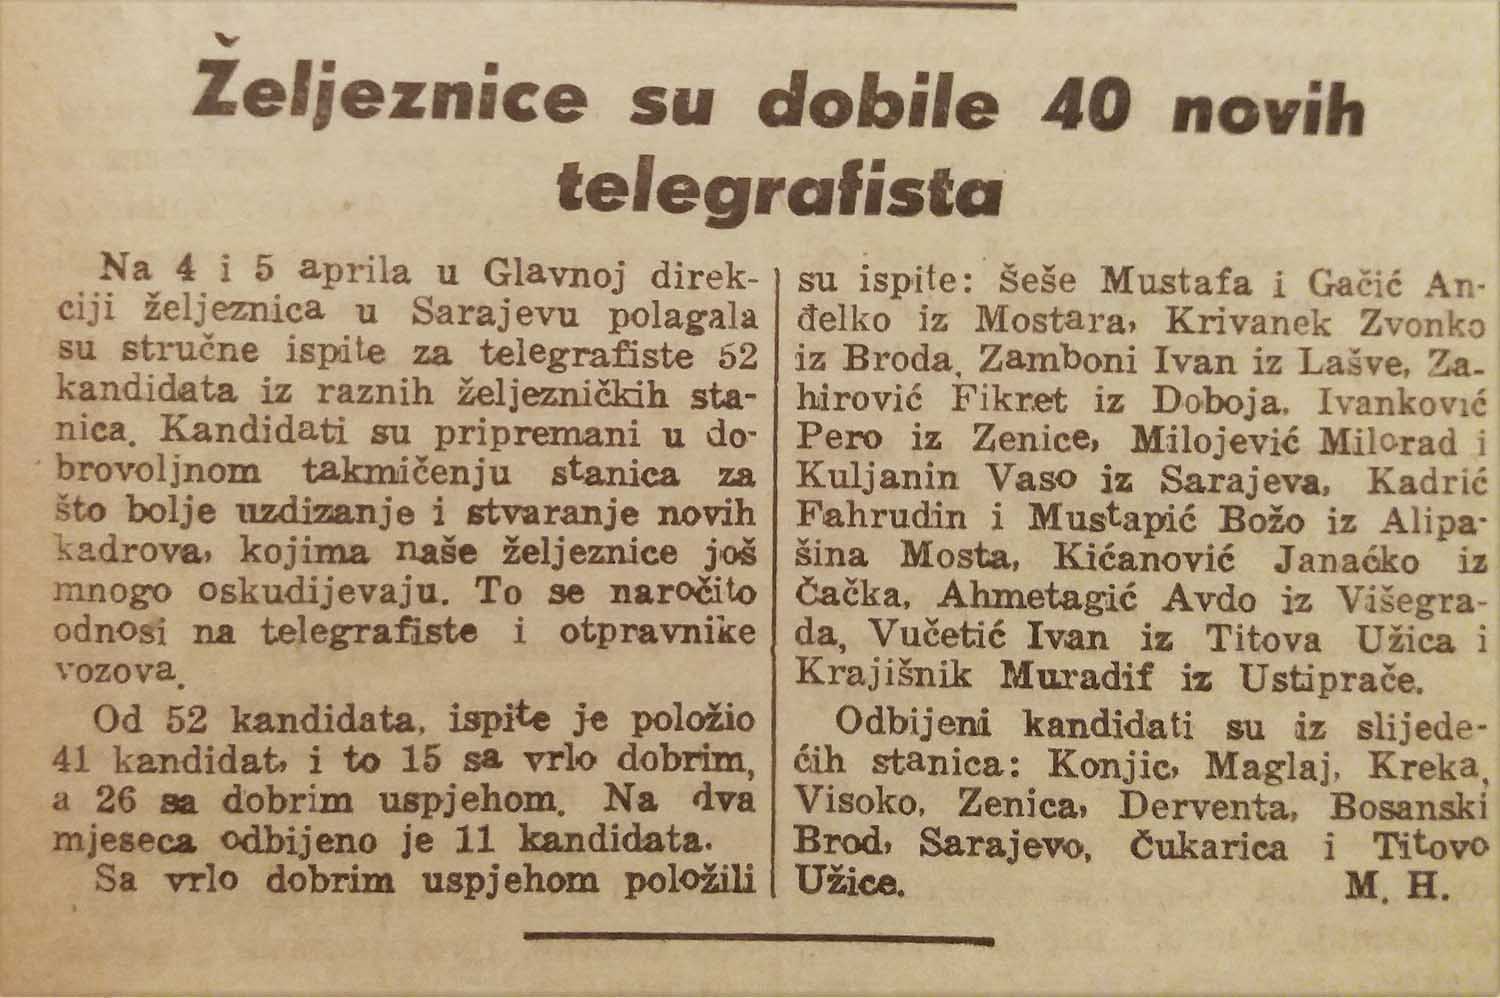 Željeznice su dobile 40 novih
telegrafista
Na 4 i 5 aprila u Glavnoj direk-
ciji željeznica u Sarajevu polagala
su stručne ispite za telegrafiste 52
kandidata iz raznih željezničkih sta-
nica. Kandidati su pripremani u do-
brovoljnom takmičenju stanica za
što bolje uzdizanje i stvaranje novih
kadrova, kojima naše željeznice još
mnogo oskudijevaju. To se naročito
odnosi na telegrafiste i otpravnike
vozova.
Od 52 kandidata, ispite je položio
41 kandidat, i to 15 sa vrlo dobrim,
a 26 sa dobrim uspjehom. Na dva
mjeseca odbijeno je 11 kandidata.
Sa vrlo dobrim uspjehom položili
su ispite: Šeše Mustafa i Gačić An-
đelko iz Mostara, Krivanek Zvonko
iz Broda, Zamboni Ivan iz Lašve, Za-
hirović Fikret iz Doboja, Ivanković
Pero iz Zenice, Milojević Milorad i
Kuljanin Vaso iz Sarajeva, Kadrić
Fahrudin i Mustapić Božo iz Alipa-
šina Mosta, Kićanović Janaćko iz
Čačka, Ahmetagić Avdo iz Višegra-
da, Vučetić Ivan iz Titova Užica i
Krajišnik Muradif iz Ustiprače.
Odbijeni kandidati su iz slijede-
ćih stanica: Konjic, Maglaj, Kreka,
Visoko, Zenica, Derventa, Bosanski
Brod, Sarajevo, Čukarica i Titovo
Užice. M. H.